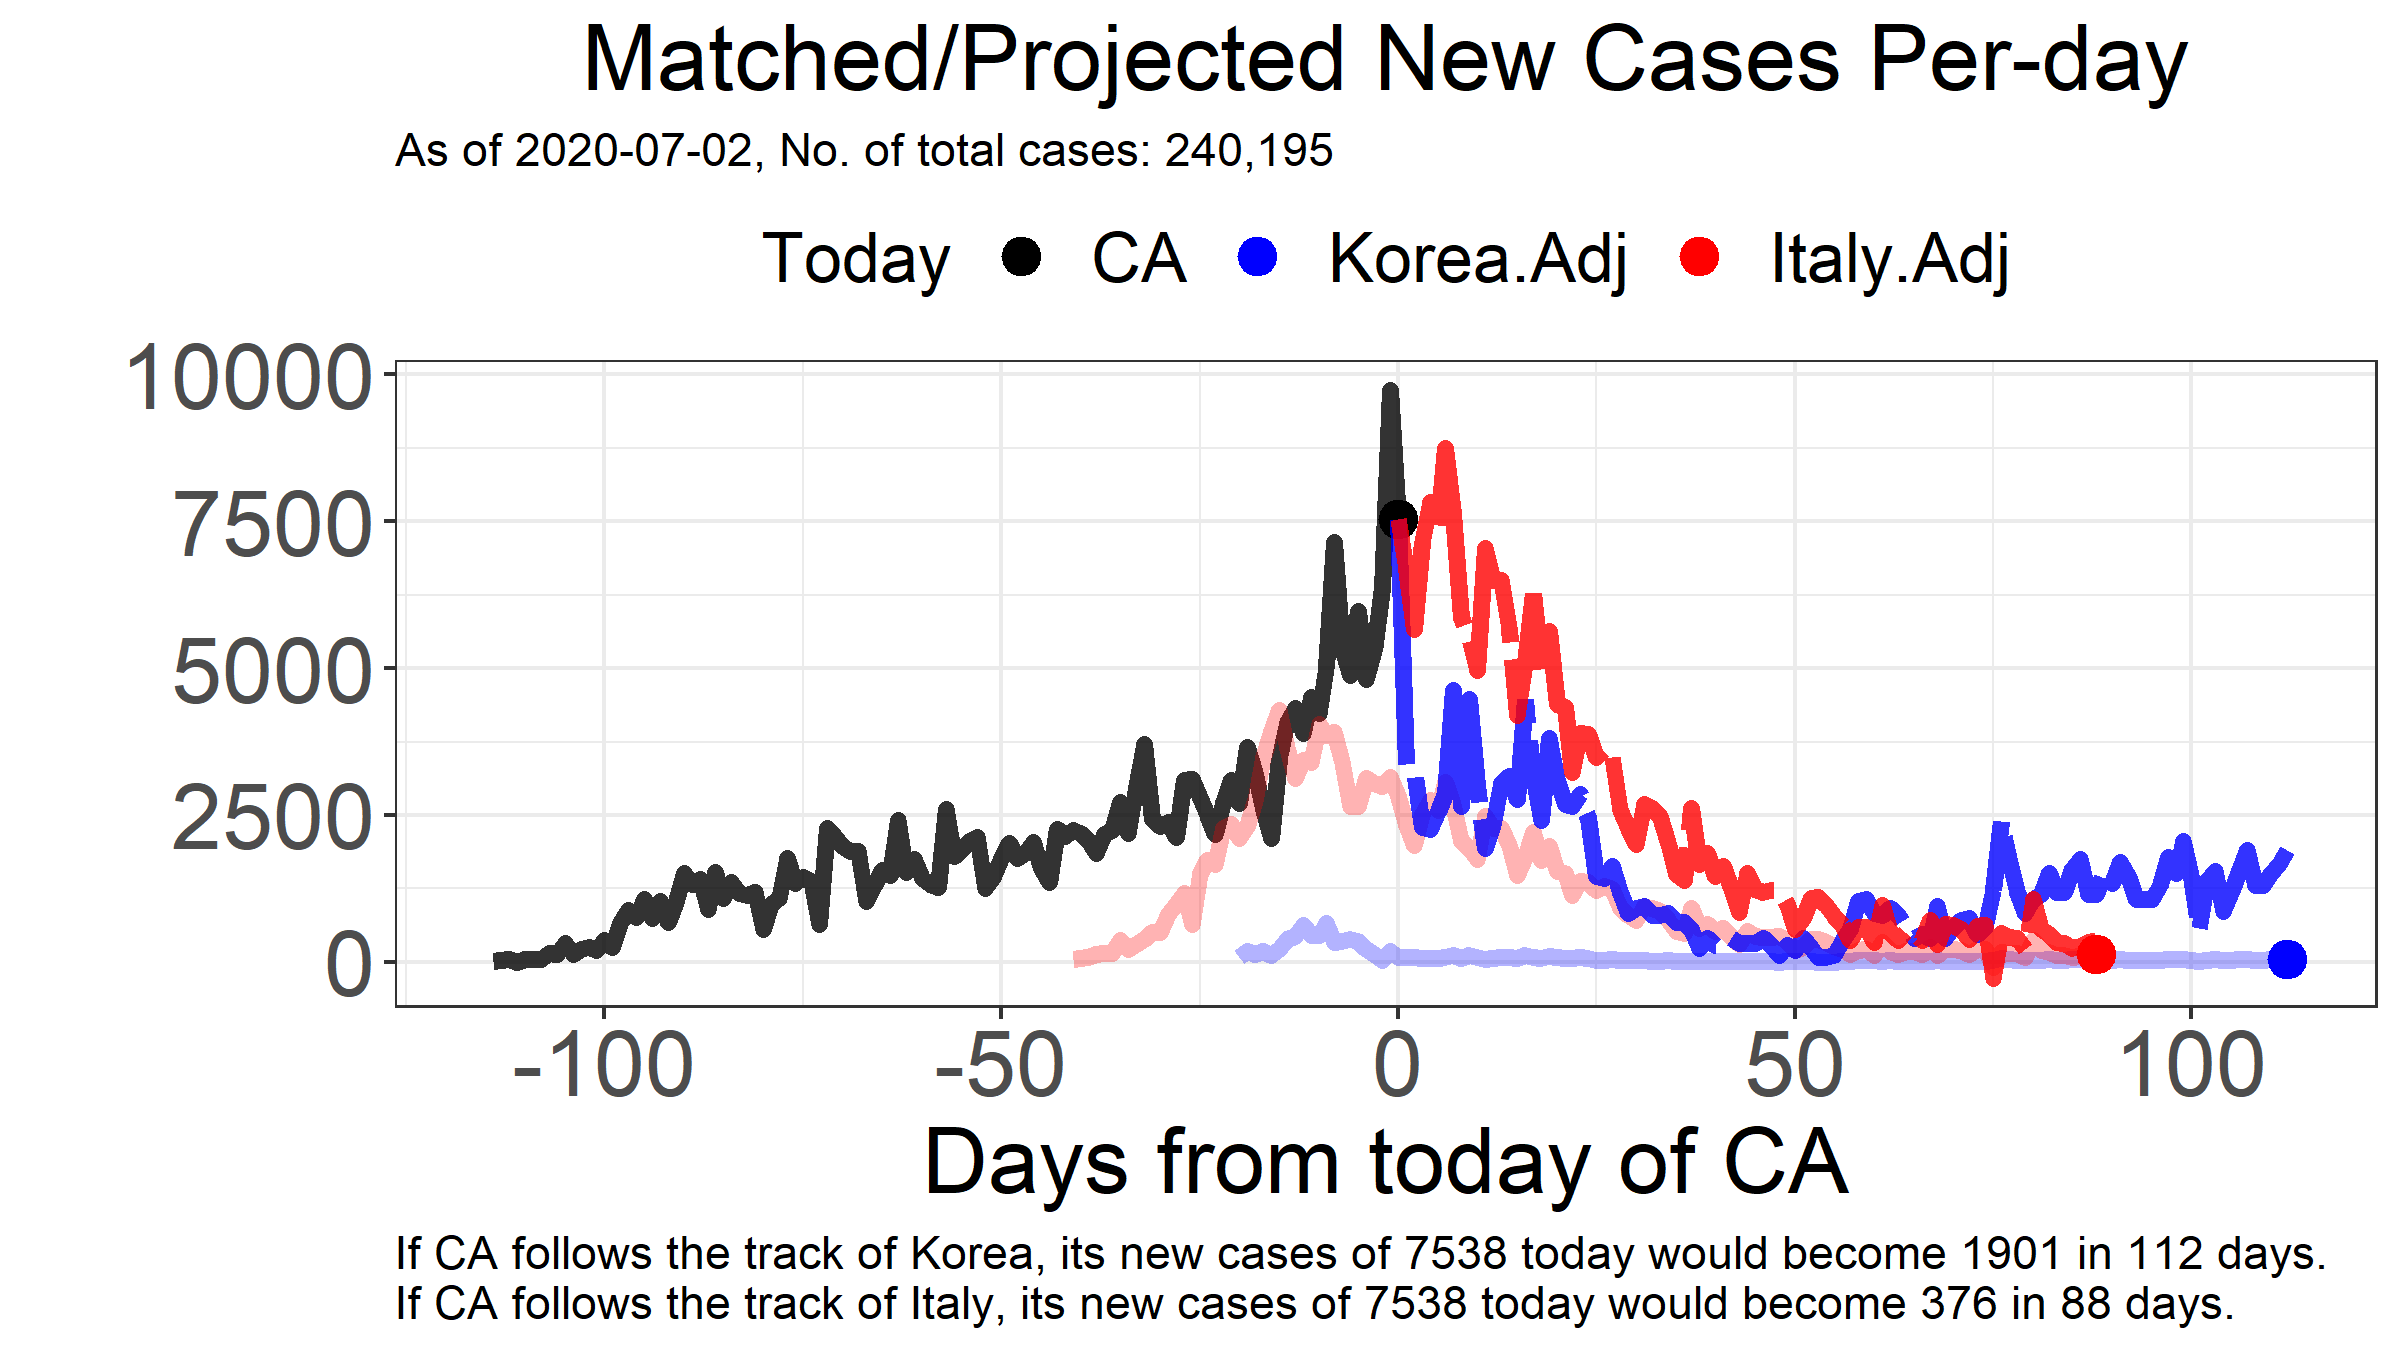 Matched/Projected New Cases Per-day
As of 2020-07-02, No. of total cases: 240,195
Today CA Korea.Adj Italy.Adj
10000
7500
5000
2500
0
-100 -50 0 50 100
Days from today of CA
If CA follows the track of Korea, its new cases of 7538 today would become 1901 in 112 days.
If CA follows the track of Italy, its new cases of 7538 today would become 376 in 88 days.